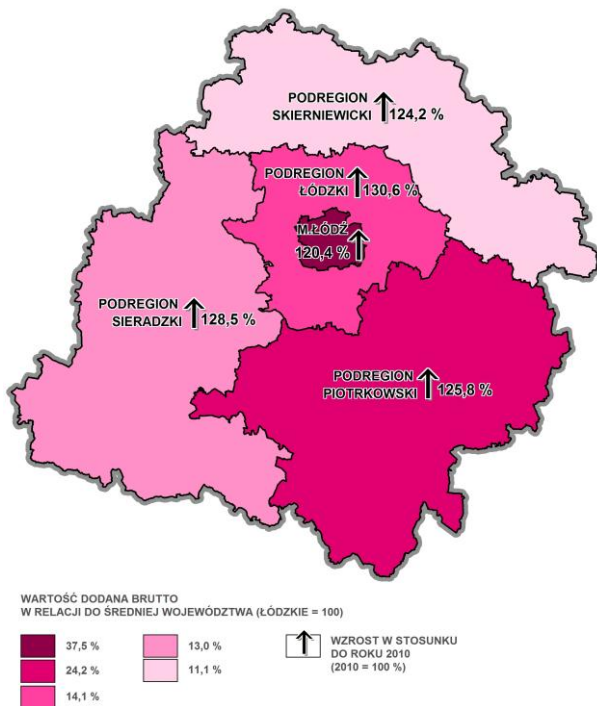 PODREGION
SKIERNIEWICKI 124,2 %
PODREGION
ŁÓDZKI 130,6 %
M.ŁÓDŹ
120,4 %
PODREGION
SIERADZKI 128,5 %
PODREGION
PIOTRKOWSKI 125,8 %
WARTOŚĆ DODANA BRUTTO
W RELACJI DO ŚREDNIEJ WOJEWÓDZTWA (ŁÓDZKIE = 100)
37,5 %
24,2 %
14,1 %
13,0 %
11,1 %
WZROST W STOSUNKU
DO ROKU 2010
(2010 = 100 %)